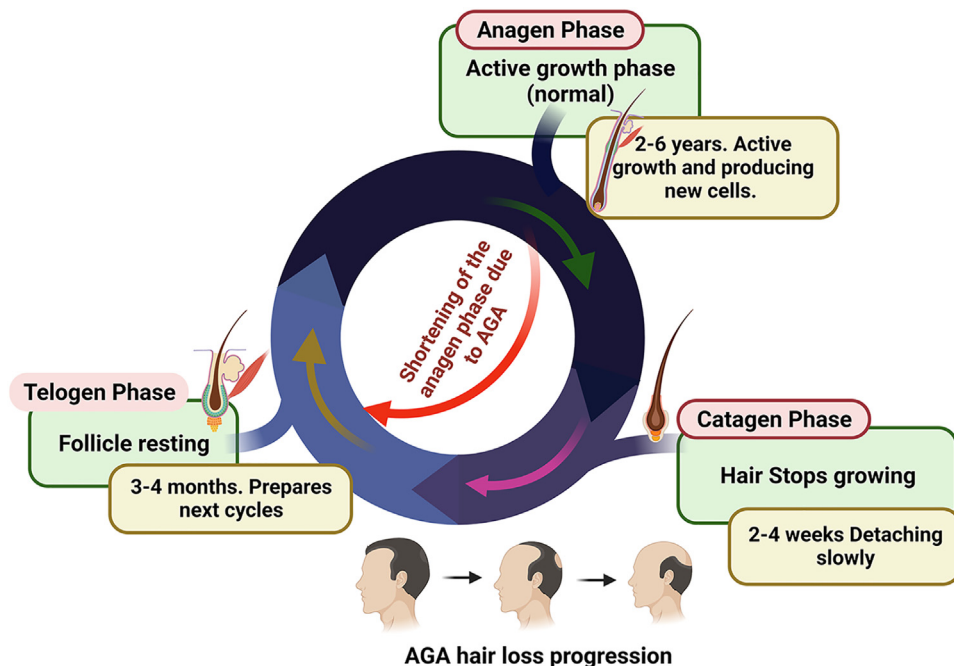 Anagen Phase
Active growth phase
(normal)
2-6 years. Active
growth and producing
new cells.
Shortening of the
anagen phase due
to AGA
Telogen Phase
Follicle resting
3-4 months. Prepares
next cycles
Catagen Phase
Hair Stops growing
2-4 weeks Detaching
slowly
AGA hair loss progression